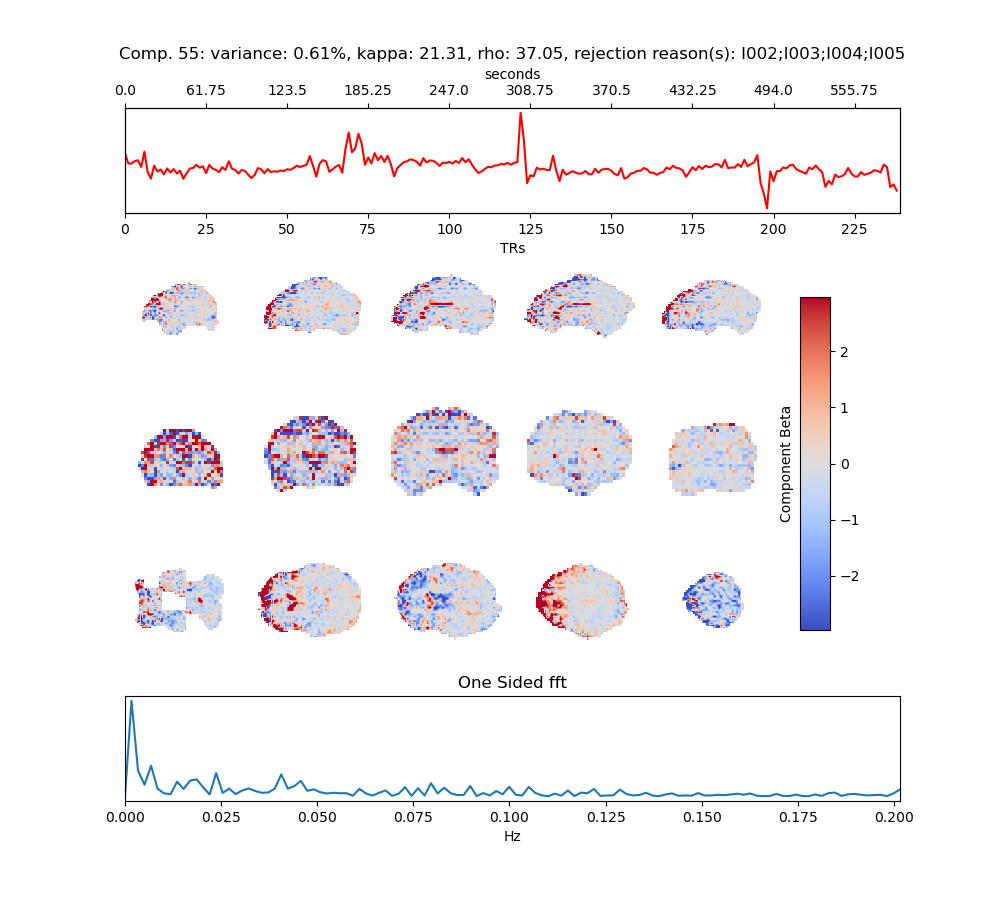 Comp. 55: variance: 0.61%, kappa: 21.31, rho: 37.05, rejection reason(s): I002;I003;I004;I005
seconds
0.0 61.75 123.5 185.25 247.0 308.75 370.5 432.25 494.0 555.75
0 25 50 75 100 125 150 175 200 225
TRs
2
1
0
−1
−2
Component Beta
One Sided fft
0.000 0.025 0.050 0.075 0.100 0.125 0.150 0.175 0.200
Hz